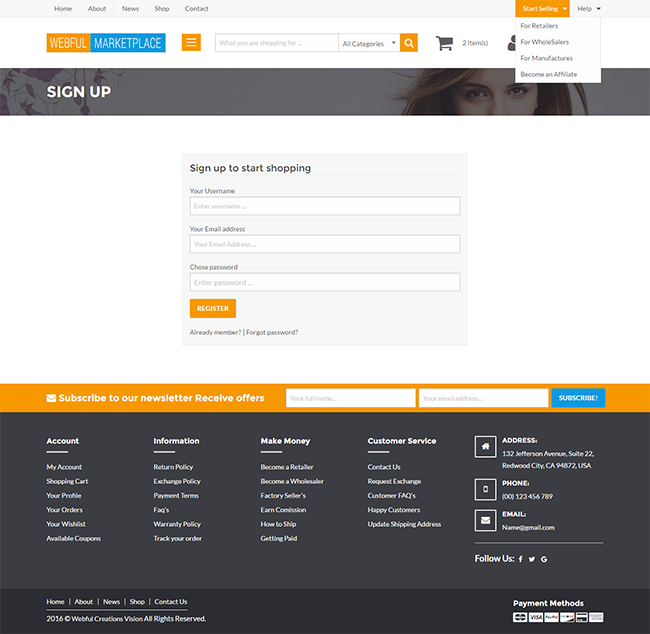 Home About News Shop Contact Start Selling Help
WEBFUL MARKETPLACE
What you are shopping for ... All Categories 2 Item(s)
For Retailers
For WholeSalers
For Manufactures
Become an Affiliate
SIGN UP
Sign up to start shopping
Your Username
Enter username ...
Your Email address
Your Email Address ...
Chose password
Enter password ...
REGISTER
Already member? | Forgot password?
Subscribe to our newsletter Receive offers Your full name... Your email address... SUBSCRIBE!
Account
My Account
Shopping Cart
Your Profile
Your Orders
Your Wishlist
Available Coupons
Information
Return Policy
Exchange Policy
Payment Terms
Faq's
Warranty Policy
Track your order
Make Money
Become a Retailer
Become a Wholesaler
Factory Seller's
Earn Comission
How to Ship
Getting Paid
Customer Service
Contact Us
Request Exchange
Customer FAQ's
Happy Customers
Update Shipping Address
ADDRESS:
132 Jefferson Avenue, Suite 22,
Redwood City, CA 94872, USA
PHONE:
(00) 123 456 789
EMAIL:
Name@gmail.com
Follow Us:
Home | About | News | Shop | Contact Us
2016 © Webful Creations Vision All Rights Reserved.
Payment Methods
VISA PayPal